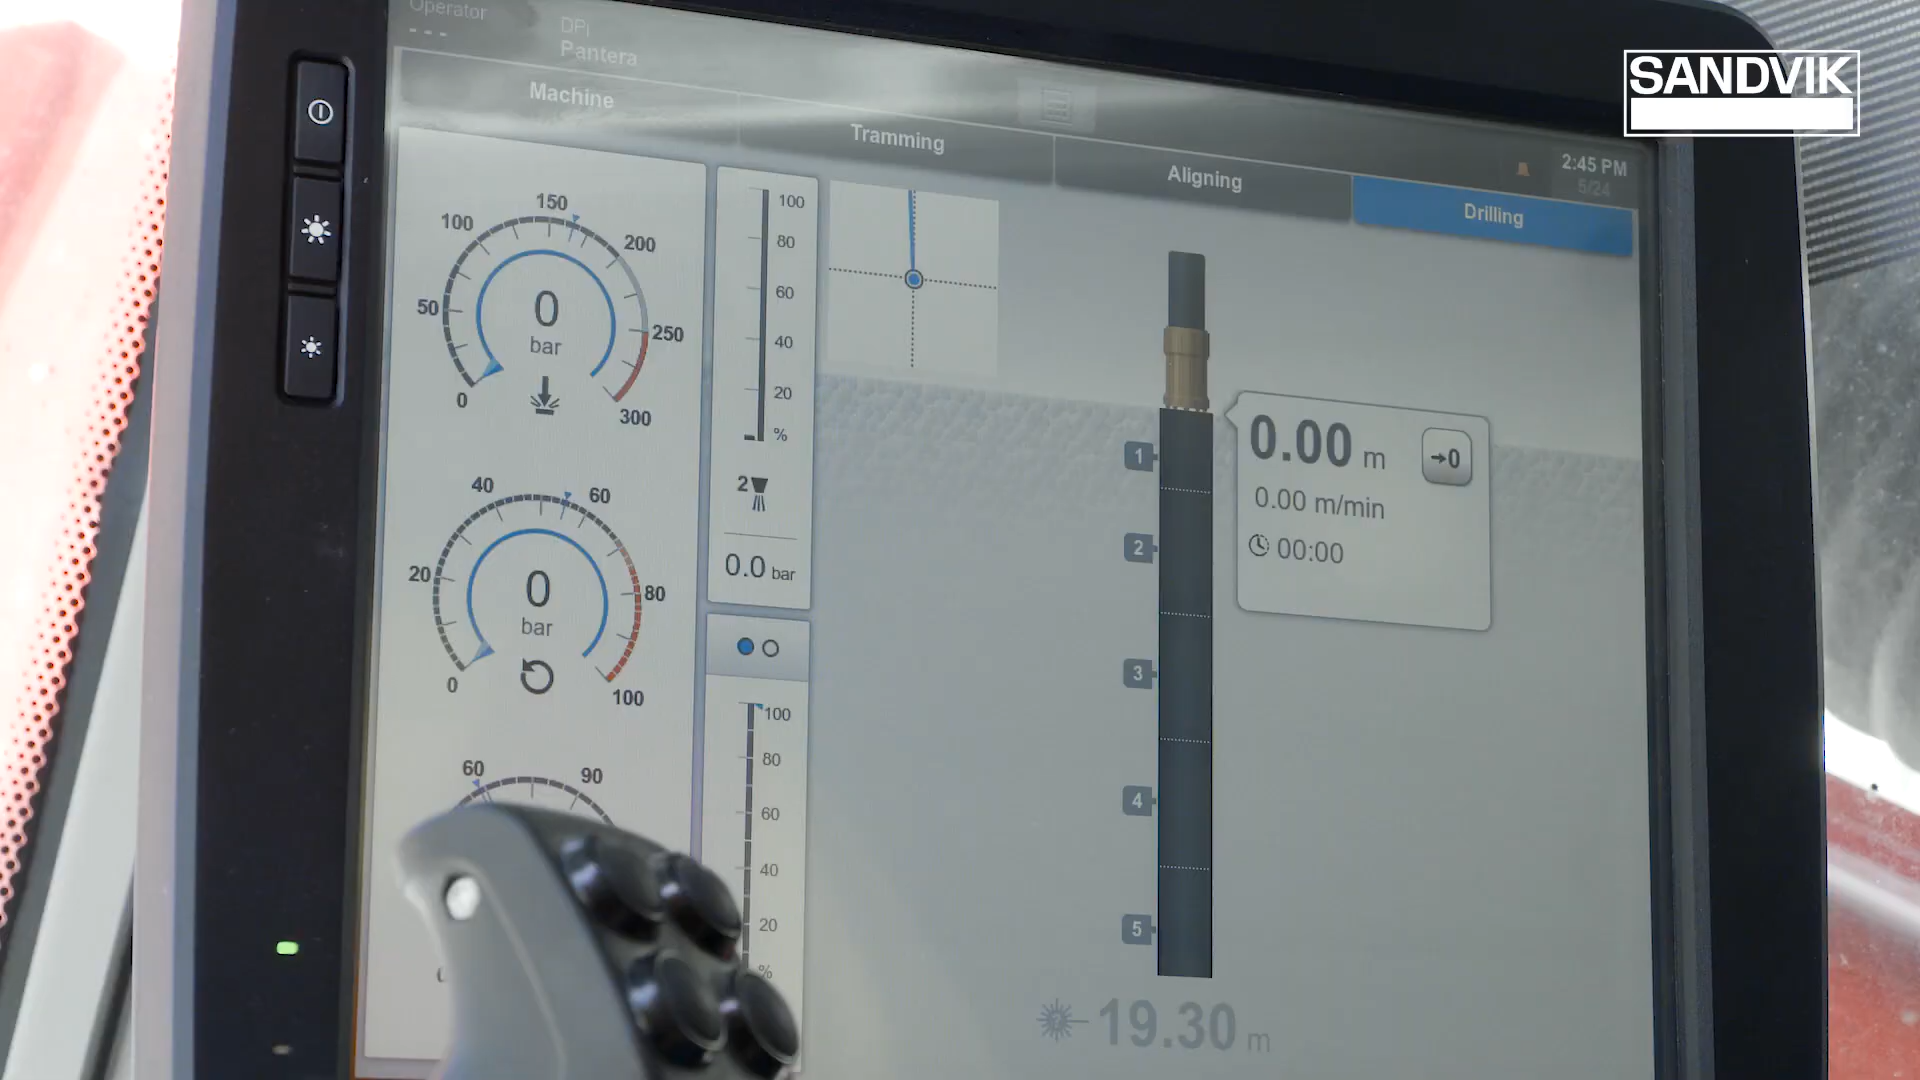 Operator
DPi
---
Pantera
SANDVIK
Machine
Tramming
Aligning
2:45 PM
5/24
Drilling
0
50
100
150
200
250
300
0
bar
100
80
60
40
20
%
2
0.0 bar
0
20
40
60
80
100
0
bar
100
80
60
40
20
%
60
90
1
2
3
4
5
0.00 m
→0
0.00 m/min
00:00
19.30 m